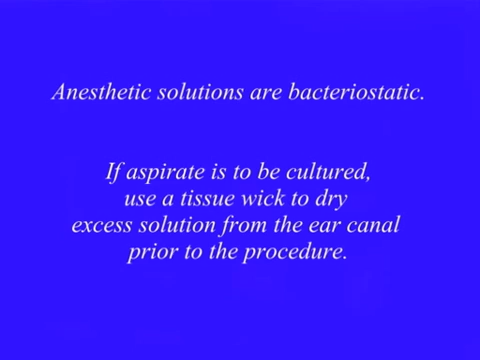 Anesthetic solutions are bacteriostatic.
If aspirate is to be cultured,
use a tissue wick to dry
excess solution from the ear canal
prior to the procedure.